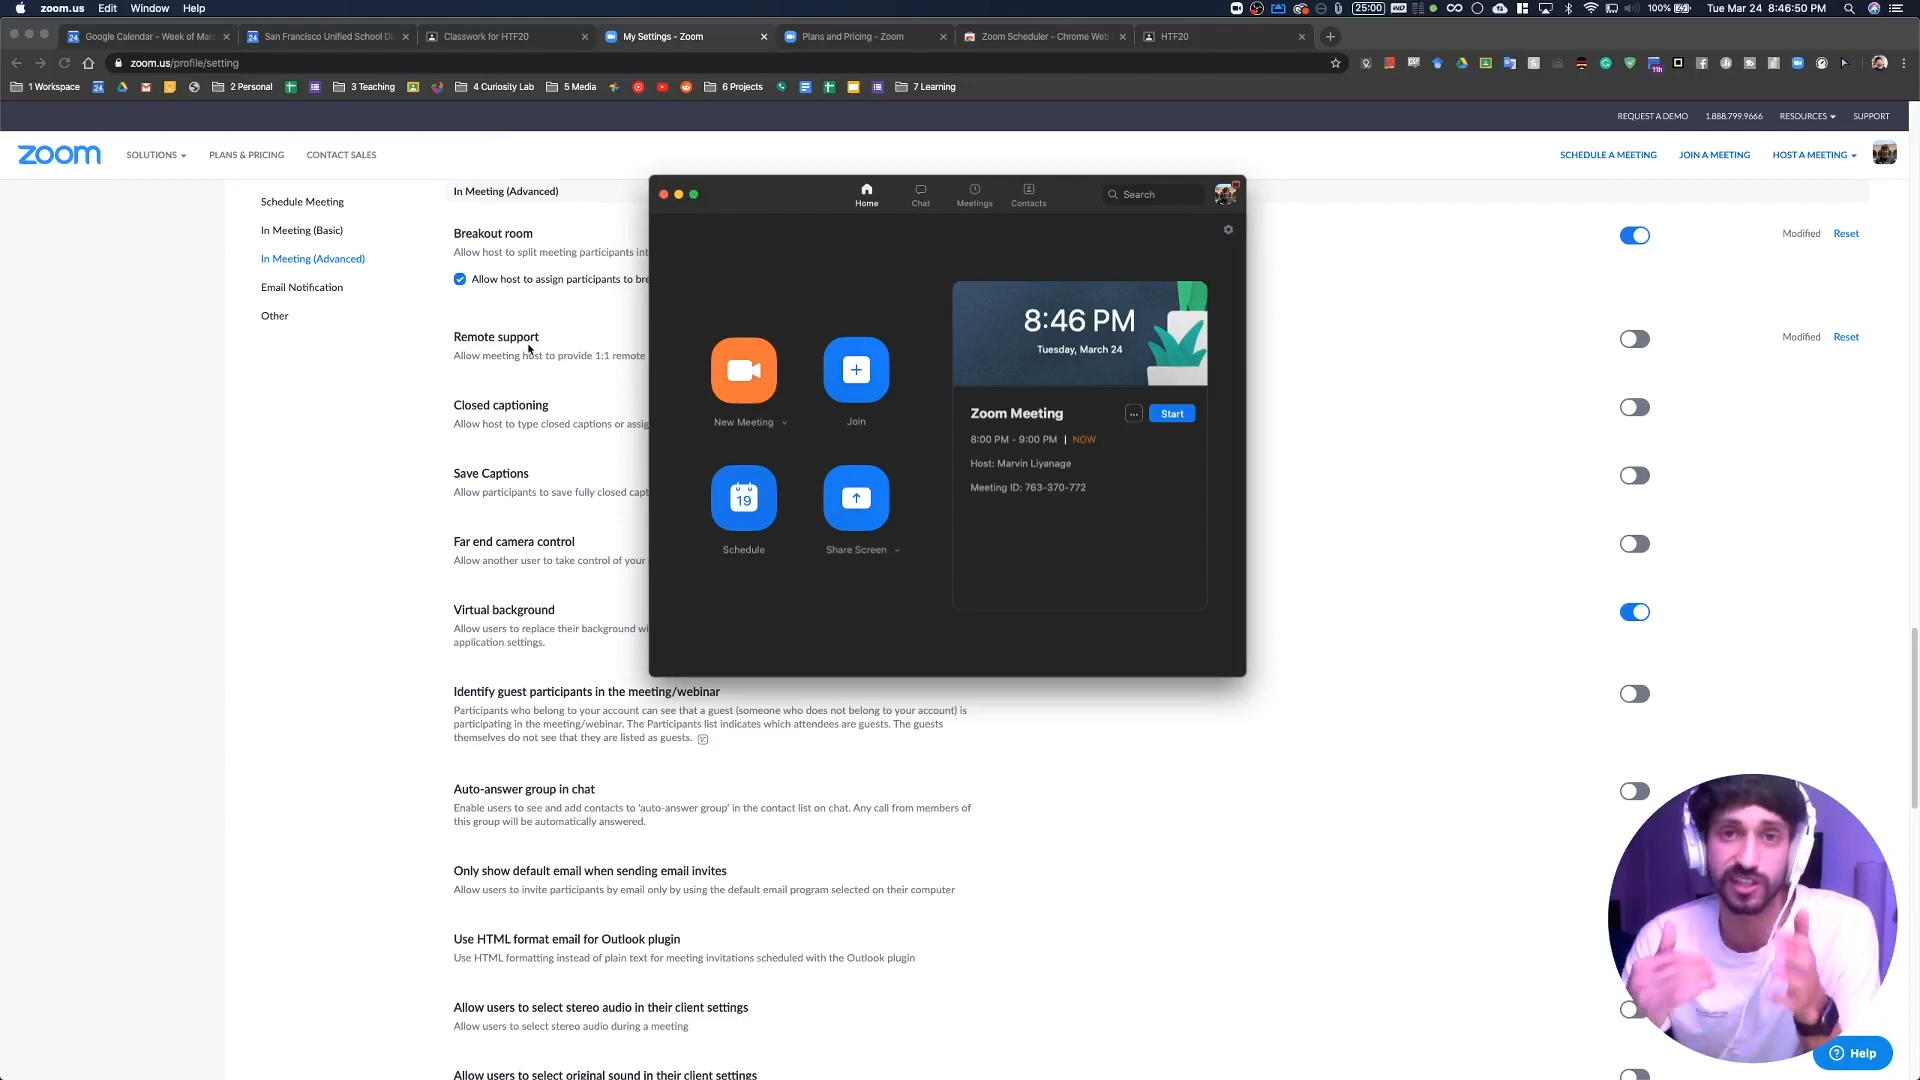 zoom.us Edit Window Help
25:00 100% Tue Mar 24 8:46:50 PM
Google Calendar - Week of Mar
San Francisco Unified School Di
Classwork for HTF20
My Settings - Zoom
Plans and Pricing - Zoom
Zoom Scheduler - Chrome Web
HTF20
zoom.us/profile/setting
1 Workspace
2 Personal
3 Teaching
4 Curiosity Lab
5 Media
6 Projects
7 Learning
REQUEST A DEMO 1.888.799.9666 RESOURCES SUPPORT
zoom SOLUTIONS PLANS & PRICING CONTACT SALES
SCHEDULE A MEETING JOIN A MEETING HOST A MEETING
Schedule Meeting
In Meeting (Basic)
In Meeting (Advanced)
Email Notification
Other
In Meeting (Advanced)
Breakout room
Allow host to split meeting participants int
Allow host to assign participants to bre
Modified Reset
Remote support
Allow meeting host to provide 1:1 remote
Modified Reset
Closed captioning
Allow host to type closed captions or assig
Save Captions
Allow participants to save fully closed capt
Far end camera control
Allow another user to take control of your
Virtual background
Allow users to replace their background wi
application settings.
Identify guest participants in the meeting/webinar
Participants who belong to your account can see that a guest (someone who does not belong to your account) is
participating in the meeting/webinar. The Participants list indicates which attendees are guests. The guests
themselves do not see that they are listed as guests.
Auto-answer group in chat
Enable users to see and add contacts to 'auto-answer group' in the contact list on chat. Any call from members of
this group will be automatically answered.
Only show default email when sending email invites
Allow users to invite participants by email only by using the default email program selected on their computer
Use HTML format email for Outlook plugin
Use HTML formatting instead of plain text for meeting invitations scheduled with the Outlook plugin
Allow users to select stereo audio in their client settings
Allow users to select stereo audio during a meeting
Allow users to select original sound in their client settings
Home Chat Meetings Contacts Search
8:46 PM
Tuesday, March 24
New Meeting
Join
19
Schedule
Share Screen
Zoom Meeting ... Start
8:00 PM - 9:00 PM | NOW
Host: Marvin Liyanage
Meeting ID: 763-370-772
Help